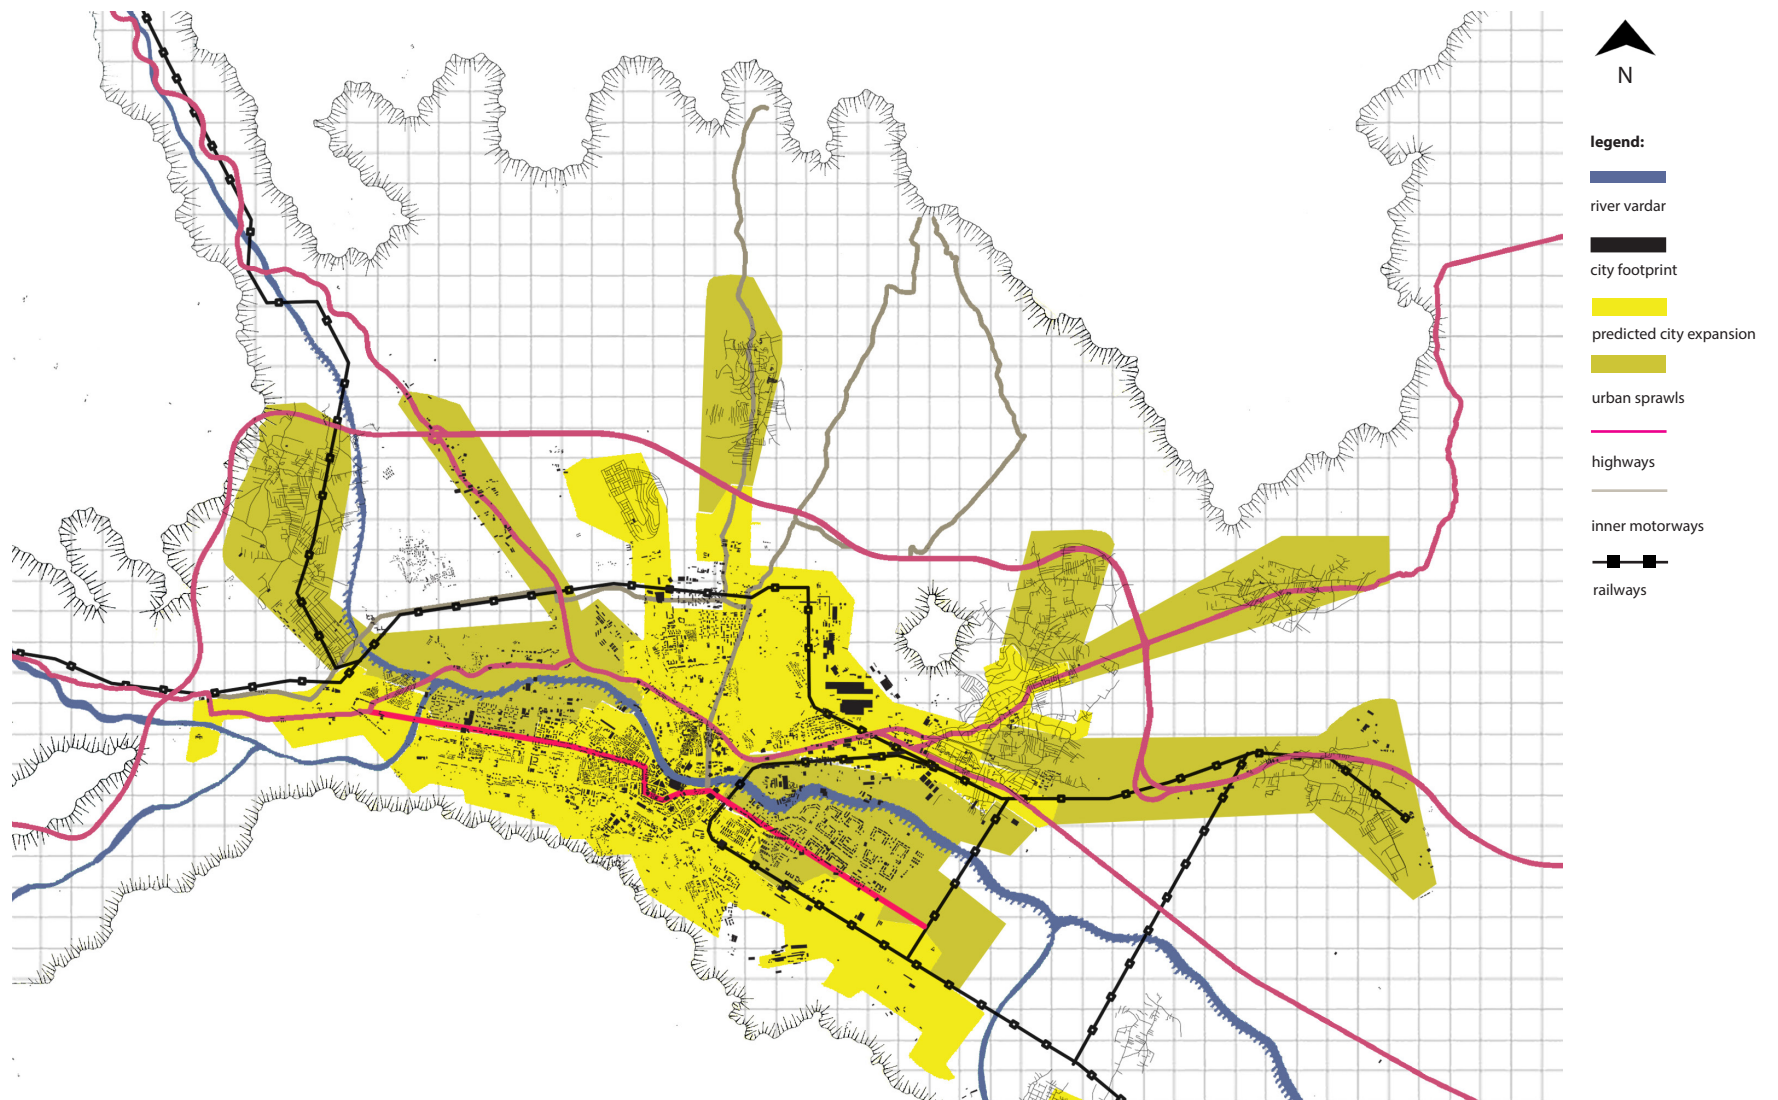 N
legend:
river vardar
city footprint
predicted city expansion
urban sprawls
highways
inner motorways
railways